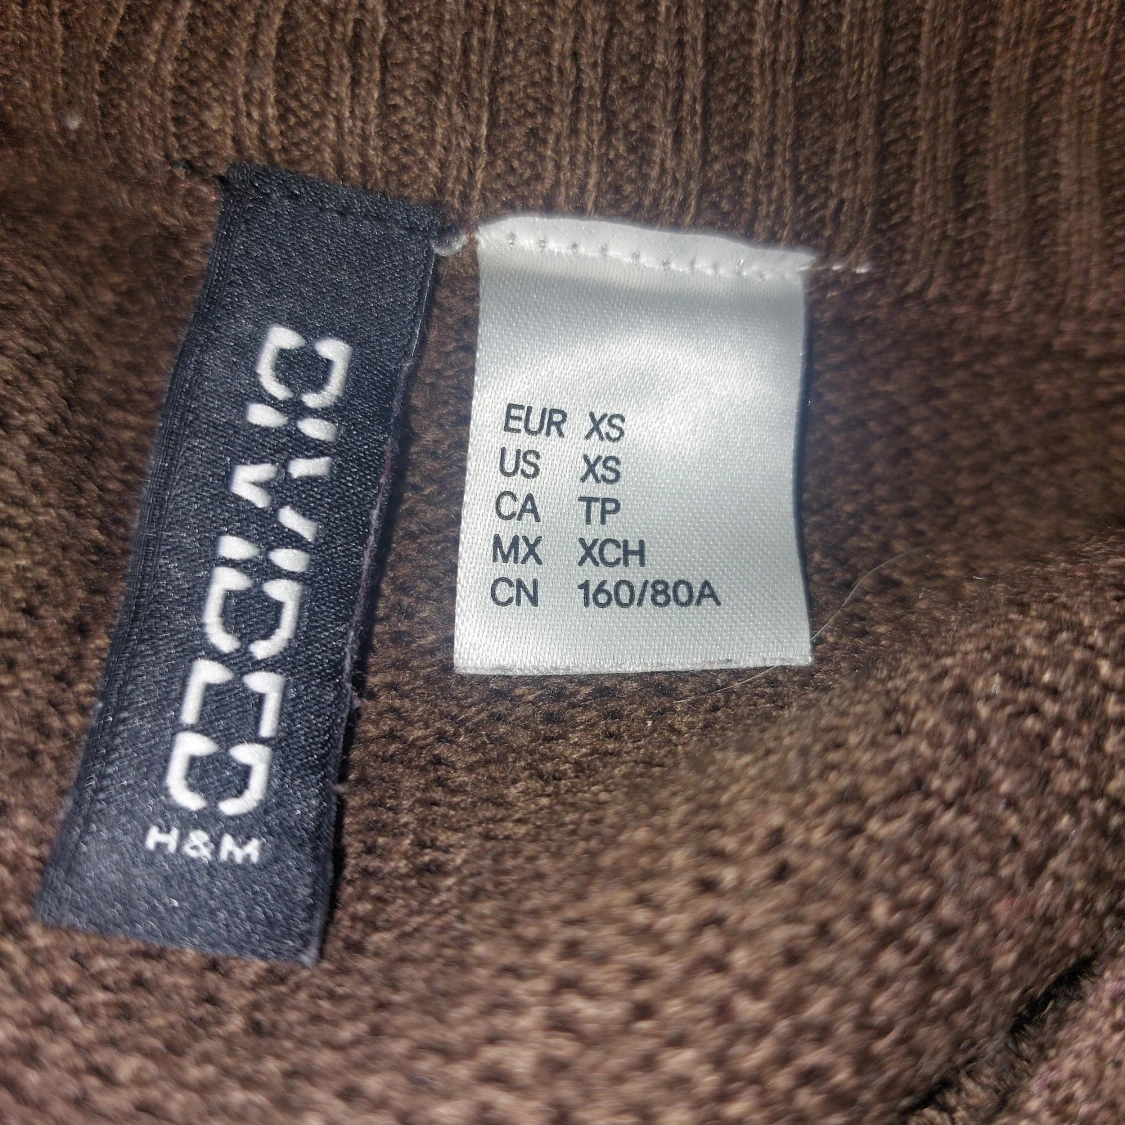 DIVIDED
H&M
EUR XS
US XS
CA TP
MX XCH
CN 160/80A